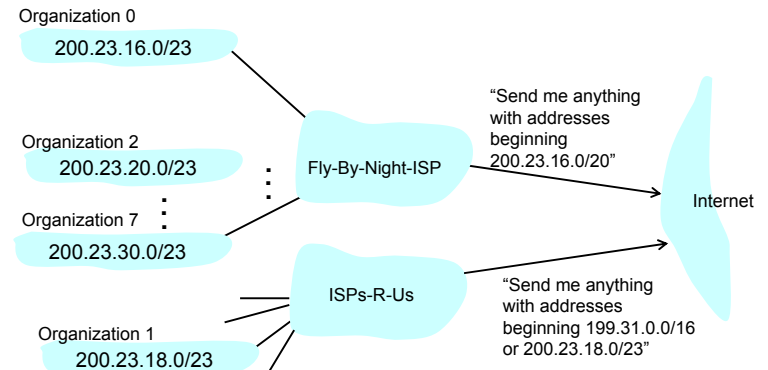 Organization 0
200.23.16.0/23
Organization 2
200.23.20.0/23
Organization 7
200.23.30.0/23
Fly-By-Night-ISP
“Send me anything
with addresses
beginning
200.23.16.0/20”
Internet
ISPs-R-Us
Organization 1
200.23.18.0/23
“Send me anything
with addresses
beginning 199.31.0.0/16
or 200.23.18.0/23”